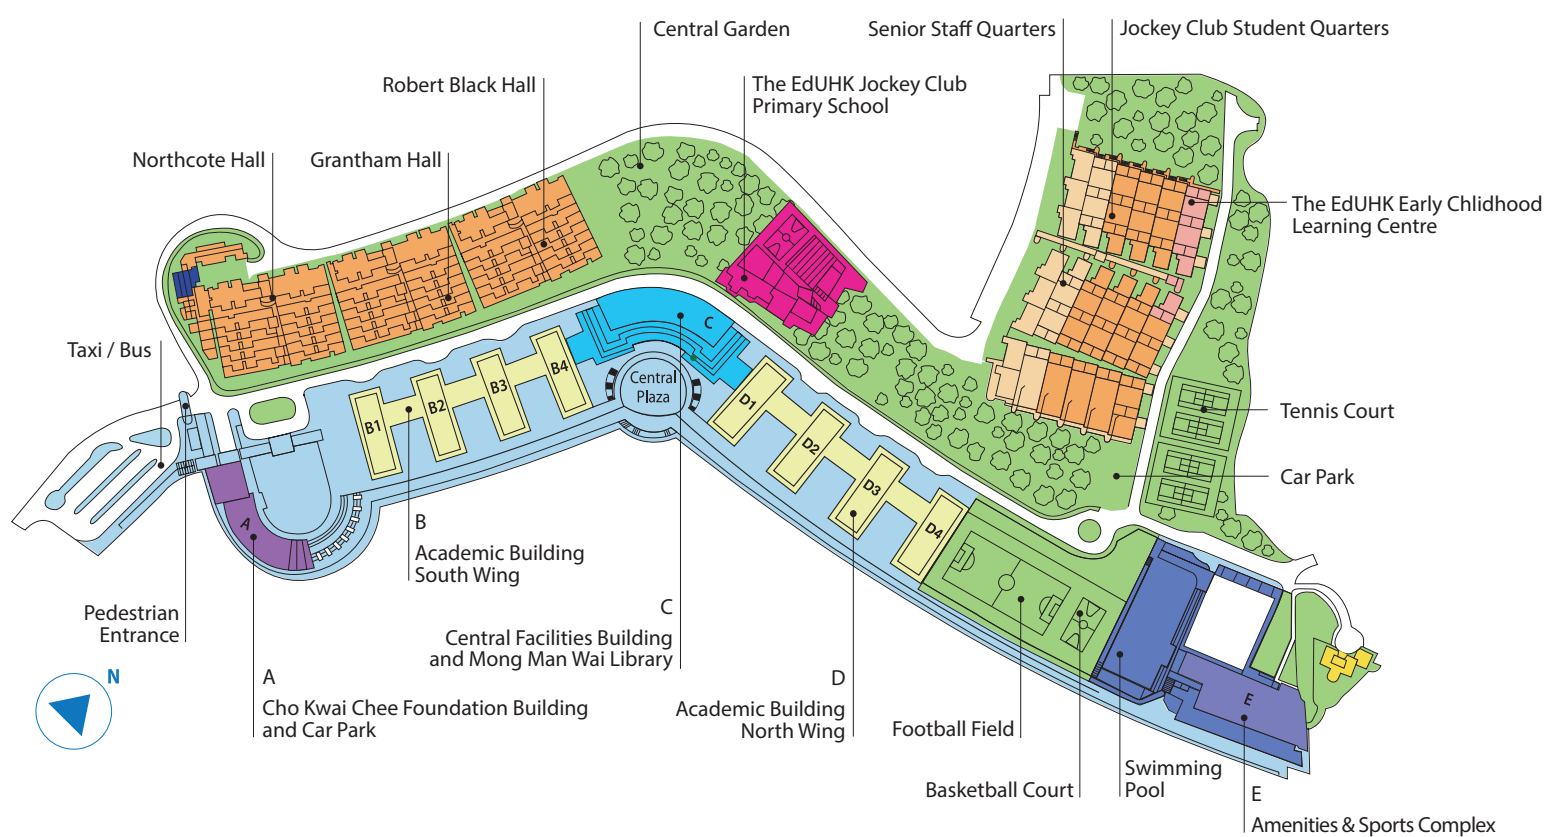 Central Garden
Senior Staff Quarters
Jockey Club Student Quarters
Robert Black Hall
The EdUHK Jockey Club
Primary School
Northcote Hall
Grantham Hall
The EdUHK Early Chlidhood
Learning Centre
Taxi / Bus
C
Central
Plaza
B1
B2
B3
B4
D1
D2
D3
D4
Tennis Court
Car Park
A
B
Academic Building
South Wing
Pedestrian
Entrance
C
Central Facilities Building
and Mong Man Wai Library
N
A
Cho Kwai Chee Foundation Building
and Car Park
D
Academic Building
North Wing
Football Field
Basketball Court
Swimming
Pool
E
E
Amenities & Sports Complex